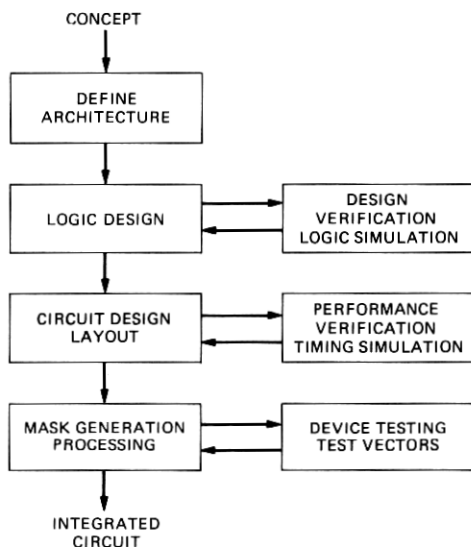 CONCEPT
DEFINE
ARCHITECTURE
LOGIC DESIGN
DESIGN
VERIFICATION
LOGIC SIMULATION
CIRCUIT DESIGN
LAYOUT
PERFORMANCE
VERIFICATION
TIMING SIMULATION
MASK GENERATION
PROCESSING
DEVICE TESTING
TEST VECTORS
INTEGRATED
CIRCUIT